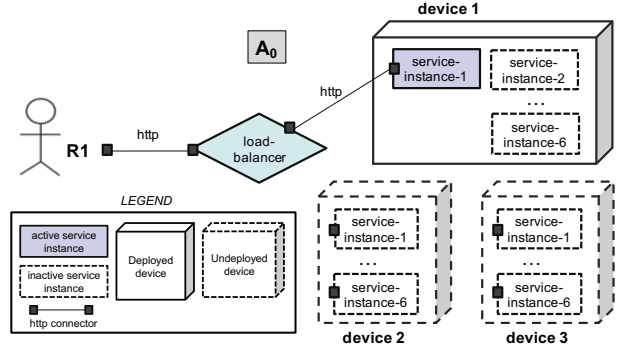 device 1
A0
service-
instance-1
service-
instance-2
...
service-
instance-6
http
http
R1
load-
balancer
LEGEND
active service
instance
inactive service
instance
Deployed
device
Undeployed
device
http connector
service-
instance-1
...
service-
instance-6
device 2
service-
instance-1
...
service-
instance-6
device 3